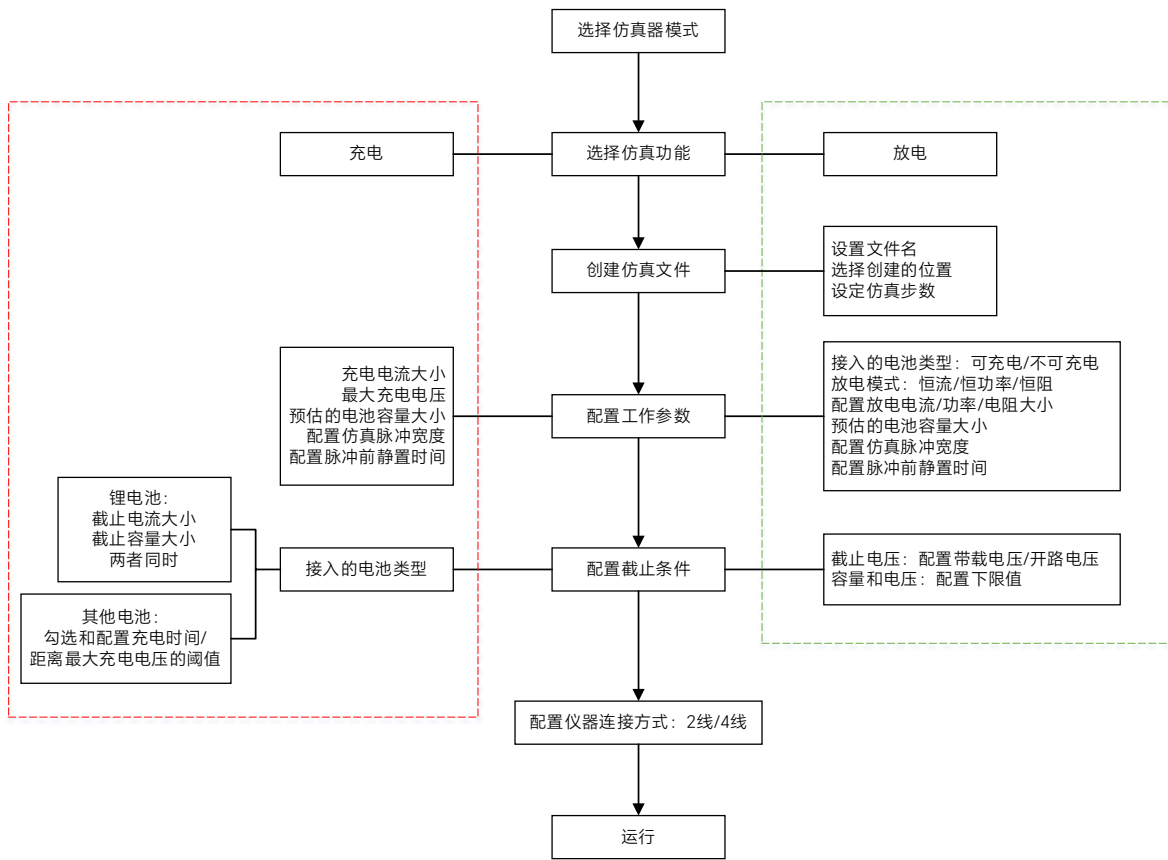 选择仿真器模式
充电
选择仿真功能
放电
创建仿真文件
设置文件名
选择创建的位置
设定仿真步数
充电电流大小
最大充电电压
预估的电池容量大小
配置仿真脉冲宽度
配置脉冲前静置时间
配置工作参数
接入的电池类型：可充电/不可充电
放电模式：恒流/恒功率/恒阻
配置放电电流/功率/电阻大小
预估的电池容量大小
配置仿真脉冲宽度
配置脉冲前静置时间
锂电池：
截止电流大小
截止容量大小
两者同时
其他电池：
勾选和配置充电时间/
距离最大充电电压的阈值
接入的电池类型
配置截止条件
截止电压：配置带载电压/开路电压
容量和电压：配置下限值
配置仪器连接方式：2线/4线
运行